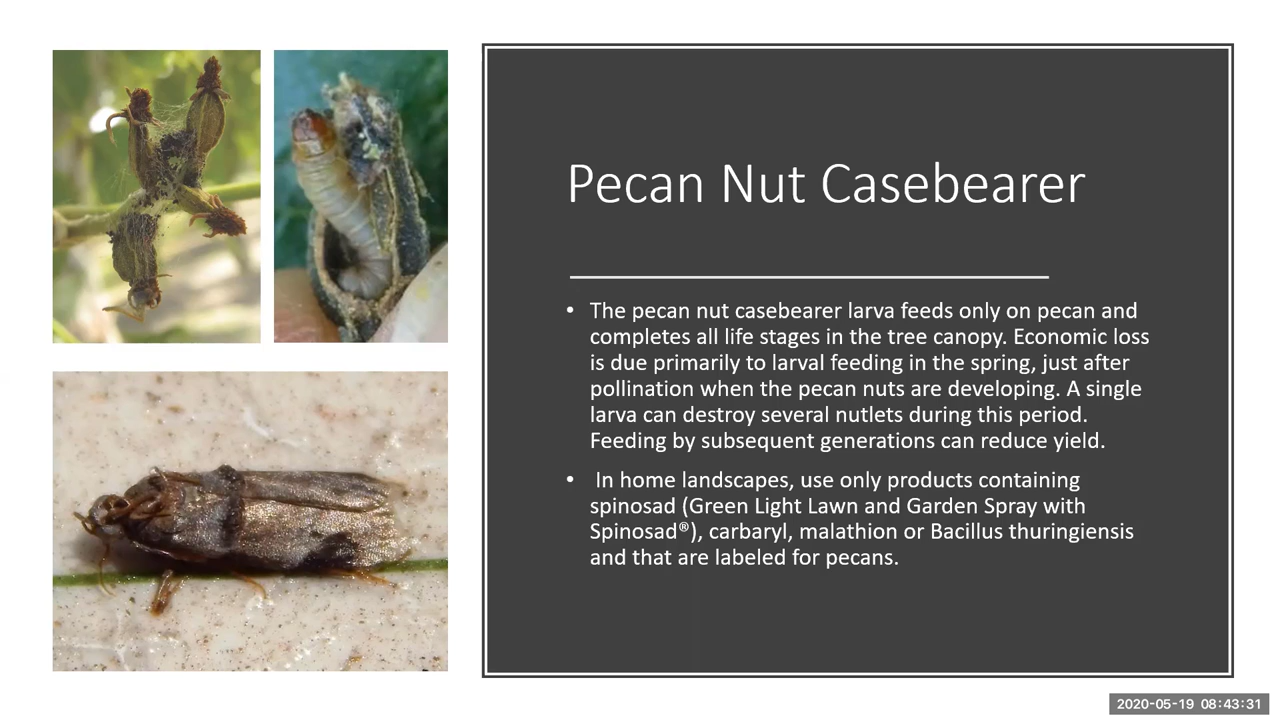 Pecan Nut Casebearer
• The pecan nut casebearer larva feeds only on pecan and
completes all life stages in the tree canopy. Economic loss
is due primarily to larval feeding in the spring, just after
pollination when the pecan nuts are developing. A single
larva can destroy several nutlets during this period.
Feeding by subsequent generations can reduce yield.
• In home landscapes, use only products containing
spinosad (Green Light Lawn and Garden Spray with
Spinosad®), carbaryl, malathion or Bacillus thuringiensis
and that are labeled for pecans.
2020-05-19 08:43:31